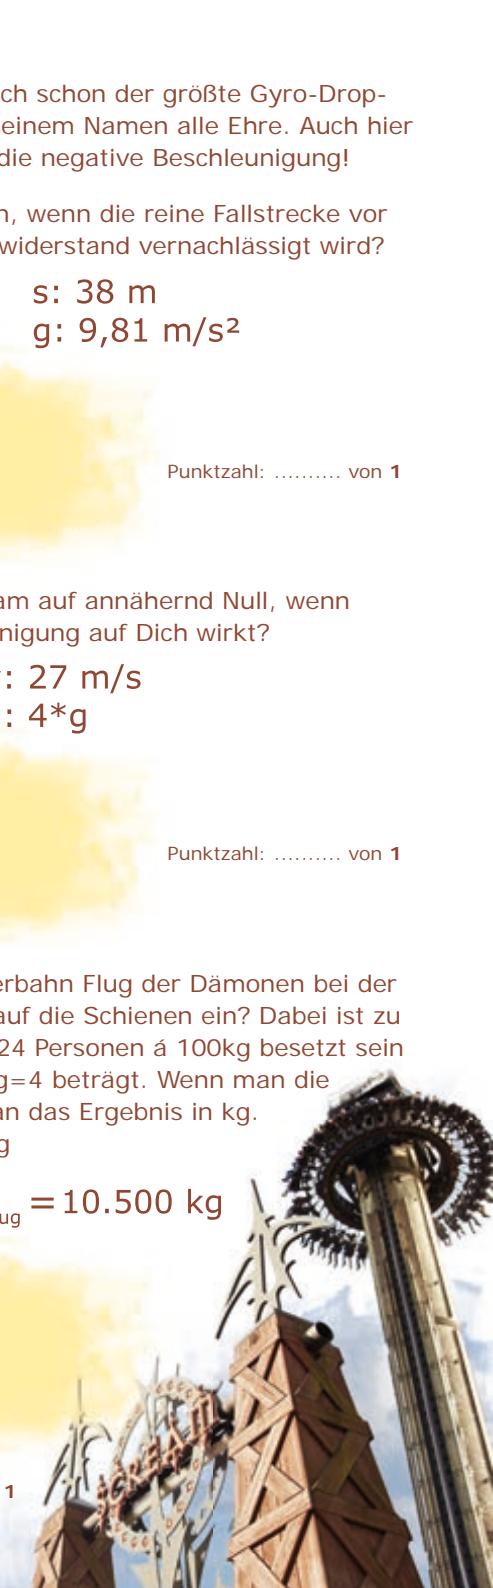 ch schon der größte Gyro-Drop-
seinem Namen alle Ehre. Auch hier
die negative Beschleunigung!
n, wenn die reine Fallstrecke vor
widerstand vernachlässigt wird?
s: 38 m
g: 9,81 m/s²
Punktzahl: .......... von 1
am auf annähernd Null, wenn
nigung auf Dich wirkt?
: 27 m/s
: 4*g
Punktzahl: .......... von 1
erbahn Flug der Dämonen bei der
auf die Schienen ein? Dabei ist zu
24 Personen á 100kg besetzt sein
g=4 beträgt. Wenn man die
an das Ergebnis in kg.
g
ug = 10.500 kg
SCREAM
1